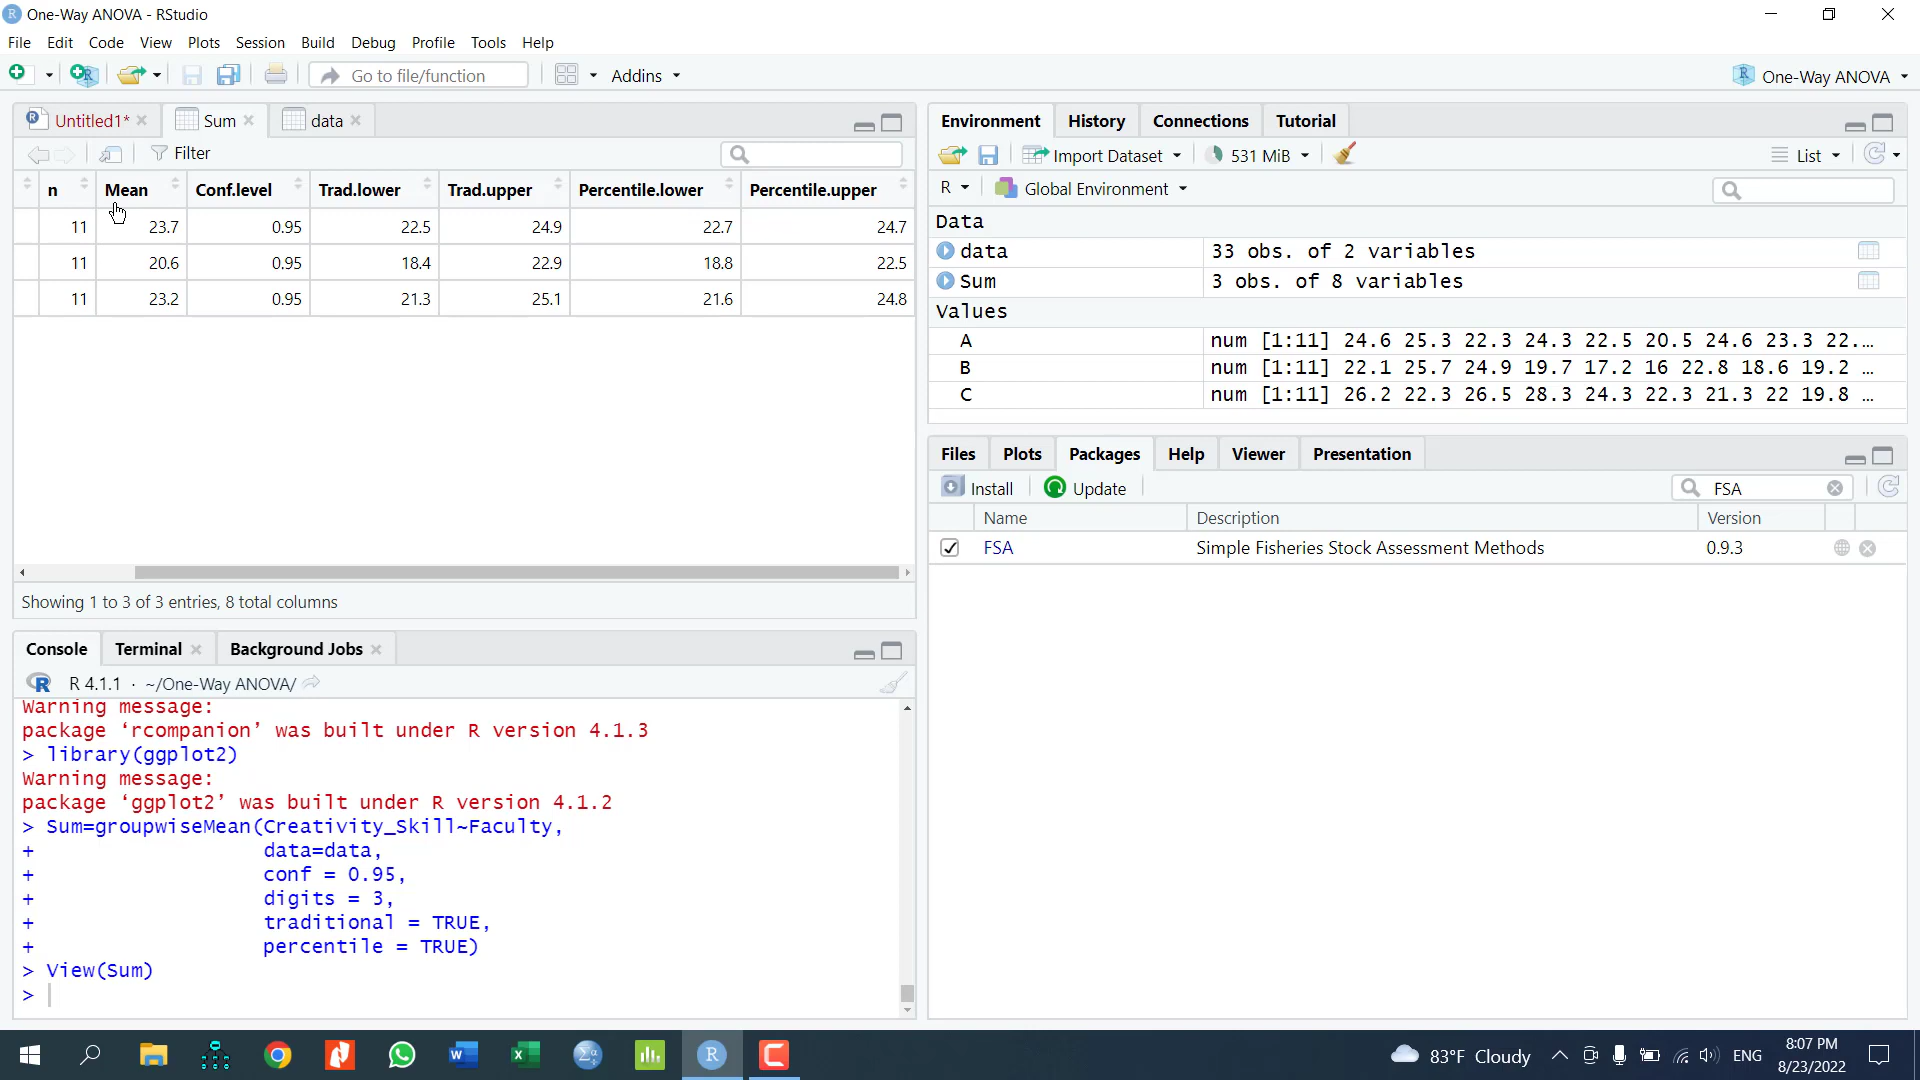 One-Way ANOVA - RStudio
File Edit Code View Plots Session Build Debug Profile Tools Help
Go to file/function
Addins
One-Way ANOVA
Untitled1*
Sum
data
Filter
n Mean Conf.level Trad.lower Trad.upper Percentile.lower Percentile.upper
11 23.7 0.95 22.5 24.9 22.7 24.7
11 20.6 0.95 18.4 22.9 18.8 22.5
11 23.2 0.95 21.3 25.1 21.6 24.8
Showing 1 to 3 of 3 entries, 8 total columns
Console Terminal Background Jobs
R 4.1.1 · ~/One-Way ANOVA/
Warning message:
package ‘rcompanion’ was built under R version 4.1.3
> library(ggplot2)
Warning message:
package ‘ggplot2’ was built under R version 4.1.2
> Sum=groupwiseMean(Creativity_Skill~Faculty,
+ data=data,
+ conf = 0.95,
+ digits = 3,
+ traditional = TRUE,
+ percentile = TRUE)
> View(Sum)
>
Environment History Connections Tutorial
Import Dataset
531 MiB
List
R
Global Environment
Data
data 33 obs. of 2 variables
Sum 3 obs. of 8 variables
Values
A num [1:11] 24.6 25.3 22.3 24.3 22.5 20.5 24.6 23.3 22.…
B num [1:11] 22.1 25.7 24.9 19.7 17.2 16 22.8 18.6 19.2 …
C num [1:11] 26.2 22.3 26.5 28.3 24.3 22.3 21.3 22 19.8 …
Files Plots Packages Help Viewer Presentation
Install
Update
FSA
Name Description Version
FSA Simple Fisheries Stock Assessment Methods 0.9.3
83°F Cloudy
ENG
8:07 PM
8/23/2022